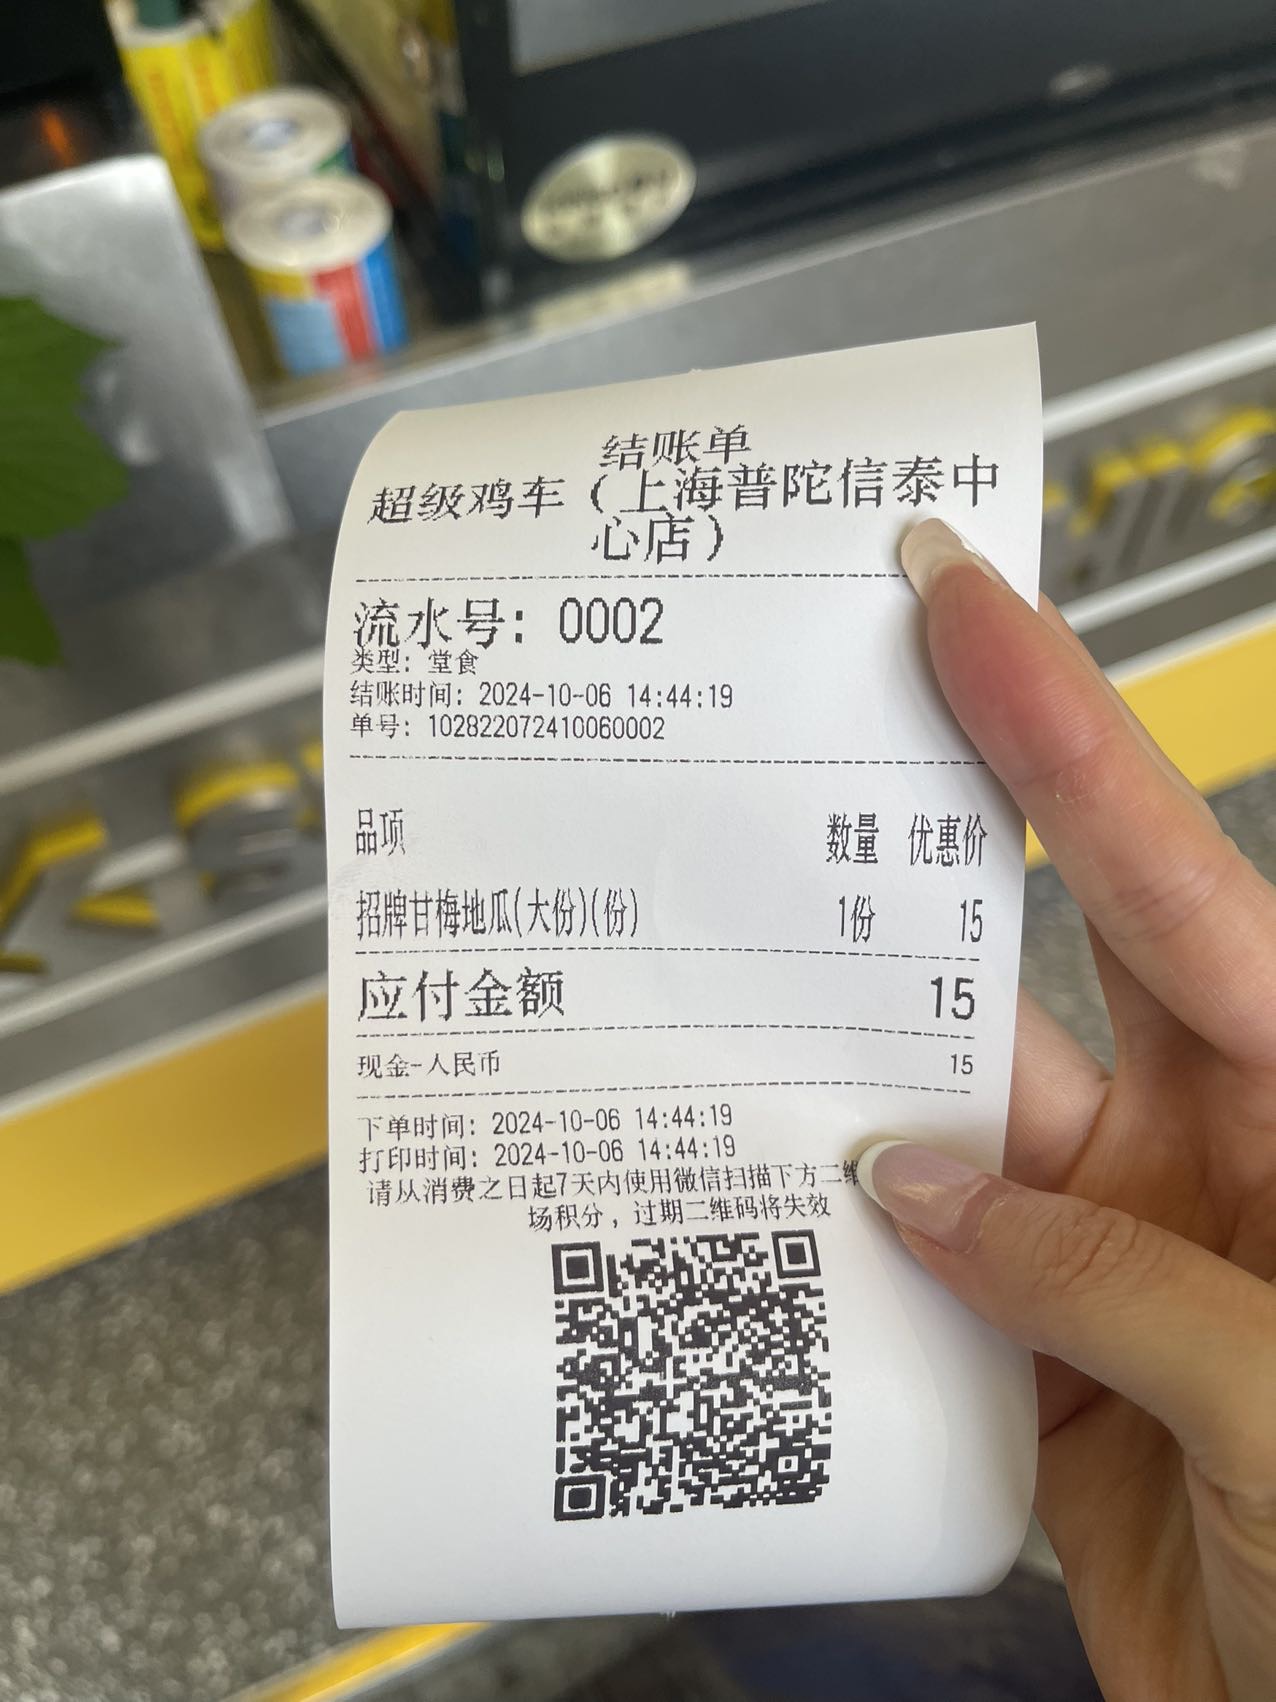 结账单
超级鸡车（上海普陀信泰中
心店）
流水号: 0002
类型: 堂食
结账时间: 2024-10-06 14:44:19
单号: 102822072410060002
品项 数量 优惠价
招牌甘梅地瓜(大份)(份) 1份 15
应付金额 15
现金-人民币 15
下单时间: 2024-10-06 14:44:19
打印时间: 2024-10-06 14:44:19
请从消费之日起7天内使用微信扫描下方二维
场积分，过期二维码将失效